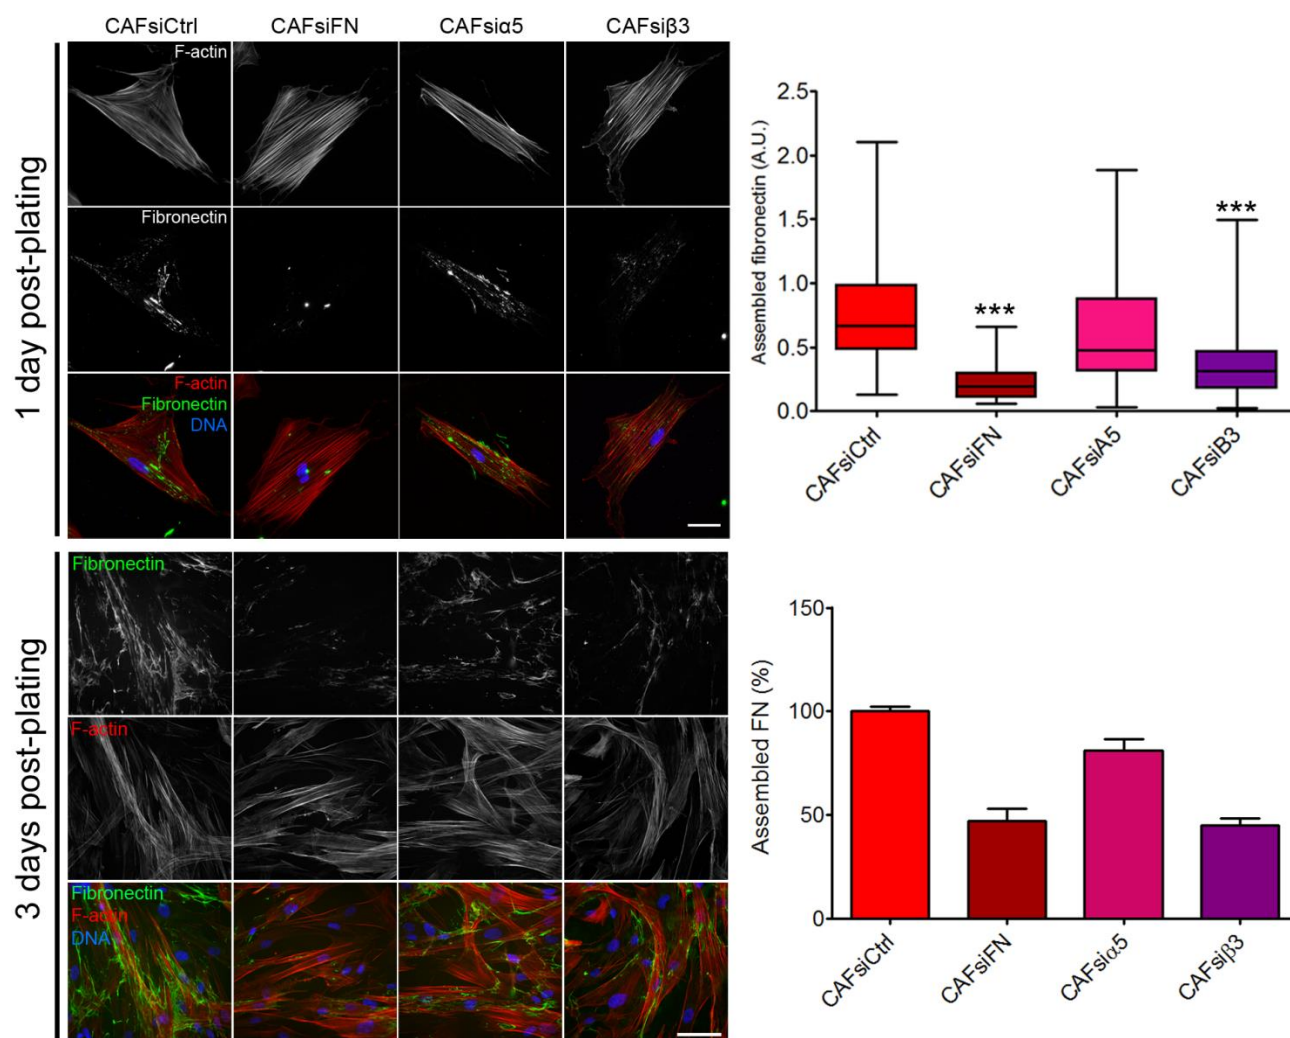 CAFsiCtrl CAFsiFN CAFsiα5 CAFsiβ3
1 day post-plating
F-actin
Fibronectin
F-actin
Fibronectin
DNA
2.5
2.0
1.5
1.0
0.5
0.0
Assembled fibronectin (A.U.)
***
***
CAFsiCtrl CAFsiFN CAFsiA5 CAFsiB3
3 days post-plating
Fibronectin
F-actin
Fibronectin
F-actin
DNA
150
100
50
0
Assembled FN (%)
CAFsiCtrl CAFsiFN CAFsiα5 CAFsiβ3